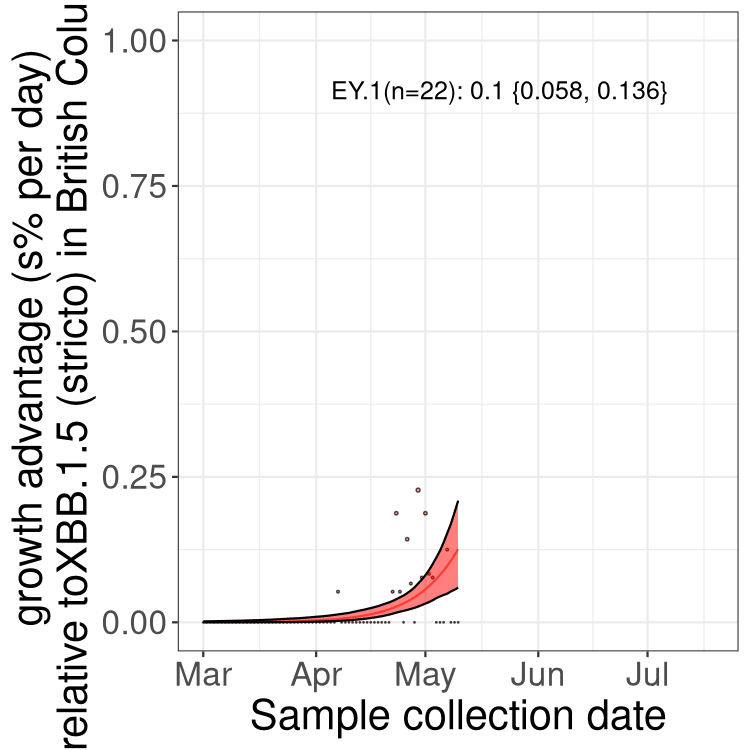 growth advantage (s% per day)
relative toXBB.1.5 (stricto) in British Colu
1.00
0.75
0.50
0.25
0.00
EY.1(n=22): 0.1 {0.058, 0.136}
Mar Apr May Jun Jul
Sample collection date